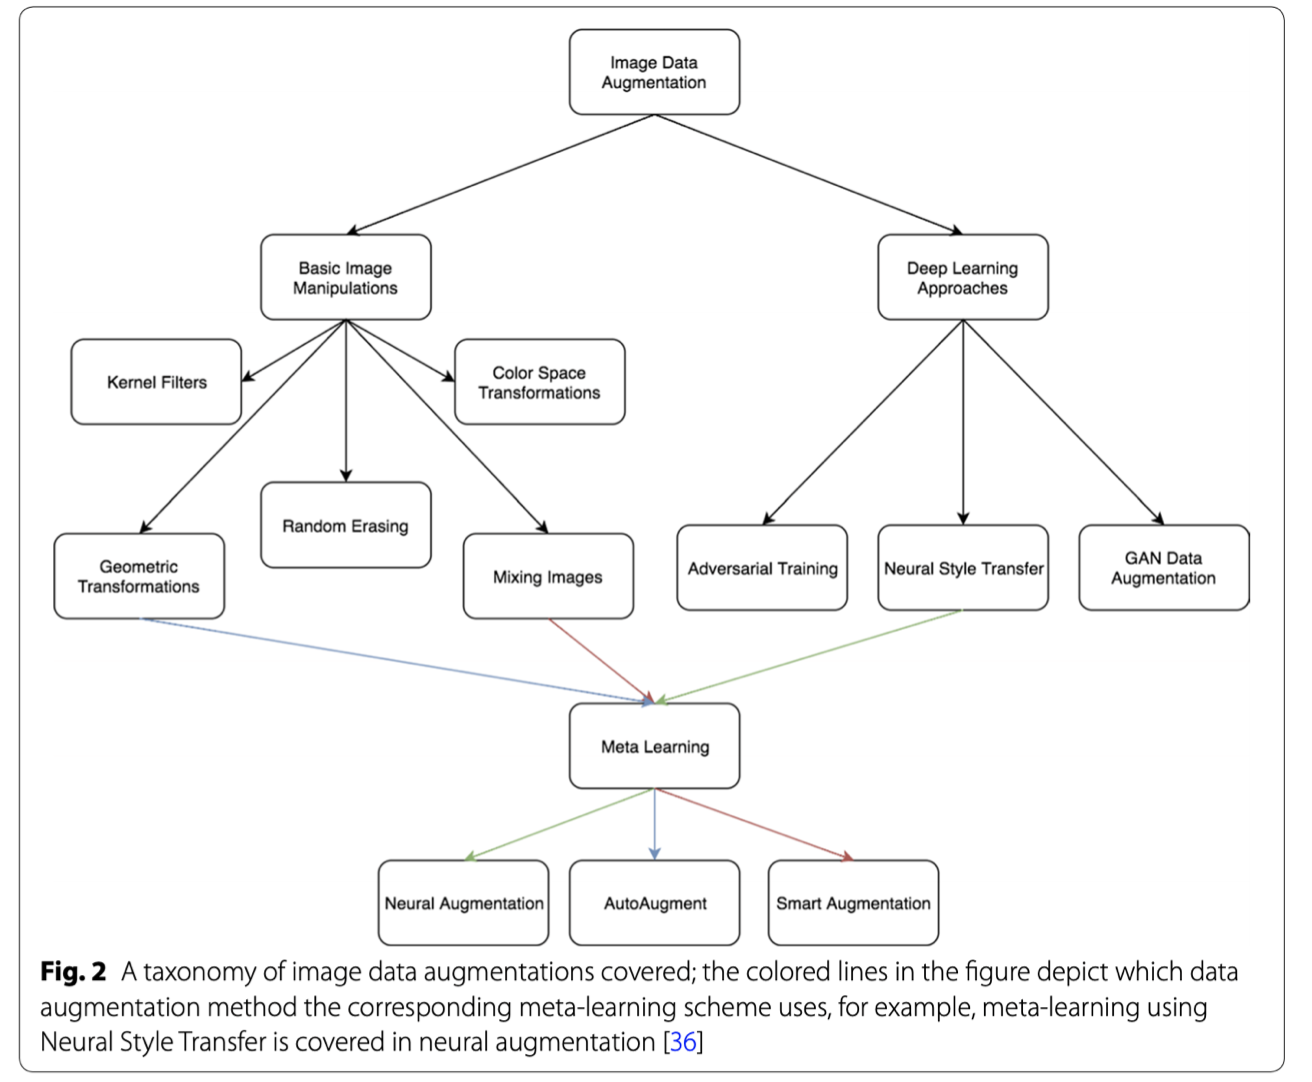 Image Data
Augmentation
Basic Image
Manipulations
Deep Learning
Approaches
Kernel Filters
Color Space
Transformations
Geometric
Transformations
Random Erasing
Mixing Images
Adversarial Training
Neural Style Transfer
GAN Data
Augmentation
Meta Learning
Neural Augmentation
AutoAugment
Smart Augmentation
Fig. 2 A taxonomy of image data augmentations covered; the colored lines in the figure depict which data
augmentation method the corresponding meta-learning scheme uses, for example, meta-learning using
Neural Style Transfer is covered in neural augmentation [36]